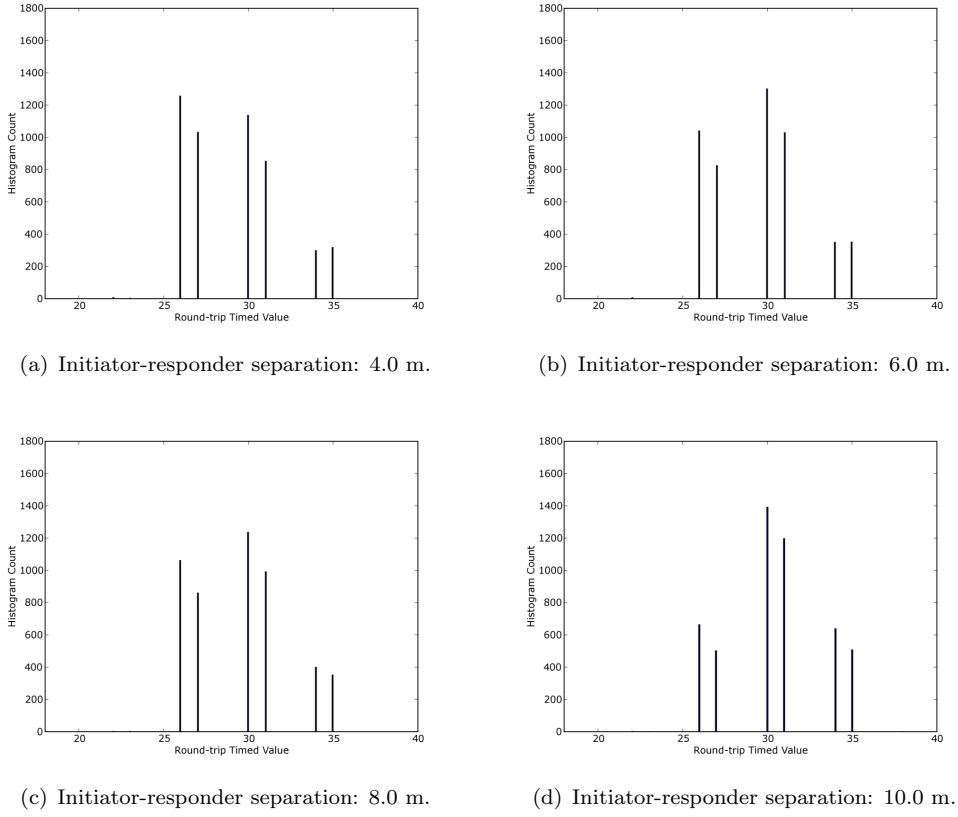 1800
1600
1400
1200
1000
800
600
400
200
0
Histogram Count
20 25 30 35 40
Round-trip Timed Value
(a) Initiator-responder separation: 4.0 m.
1800
1600
1400
1200
1000
800
600
400
200
0
Histogram Count
20 25 30 35 40
Round-trip Timed Value
(b) Initiator-responder separation: 6.0 m.
1800
1600
1400
1200
1000
800
600
400
200
0
Histogram Count
20 25 30 35 40
Round-trip Timed Value
(c) Initiator-responder separation: 8.0 m.
1800
1600
1400
1200
1000
800
600
400
200
0
Histogram Count
20 25 30 35 40
Round-trip Timed Value
(d) Initiator-responder separation: 10.0 m.